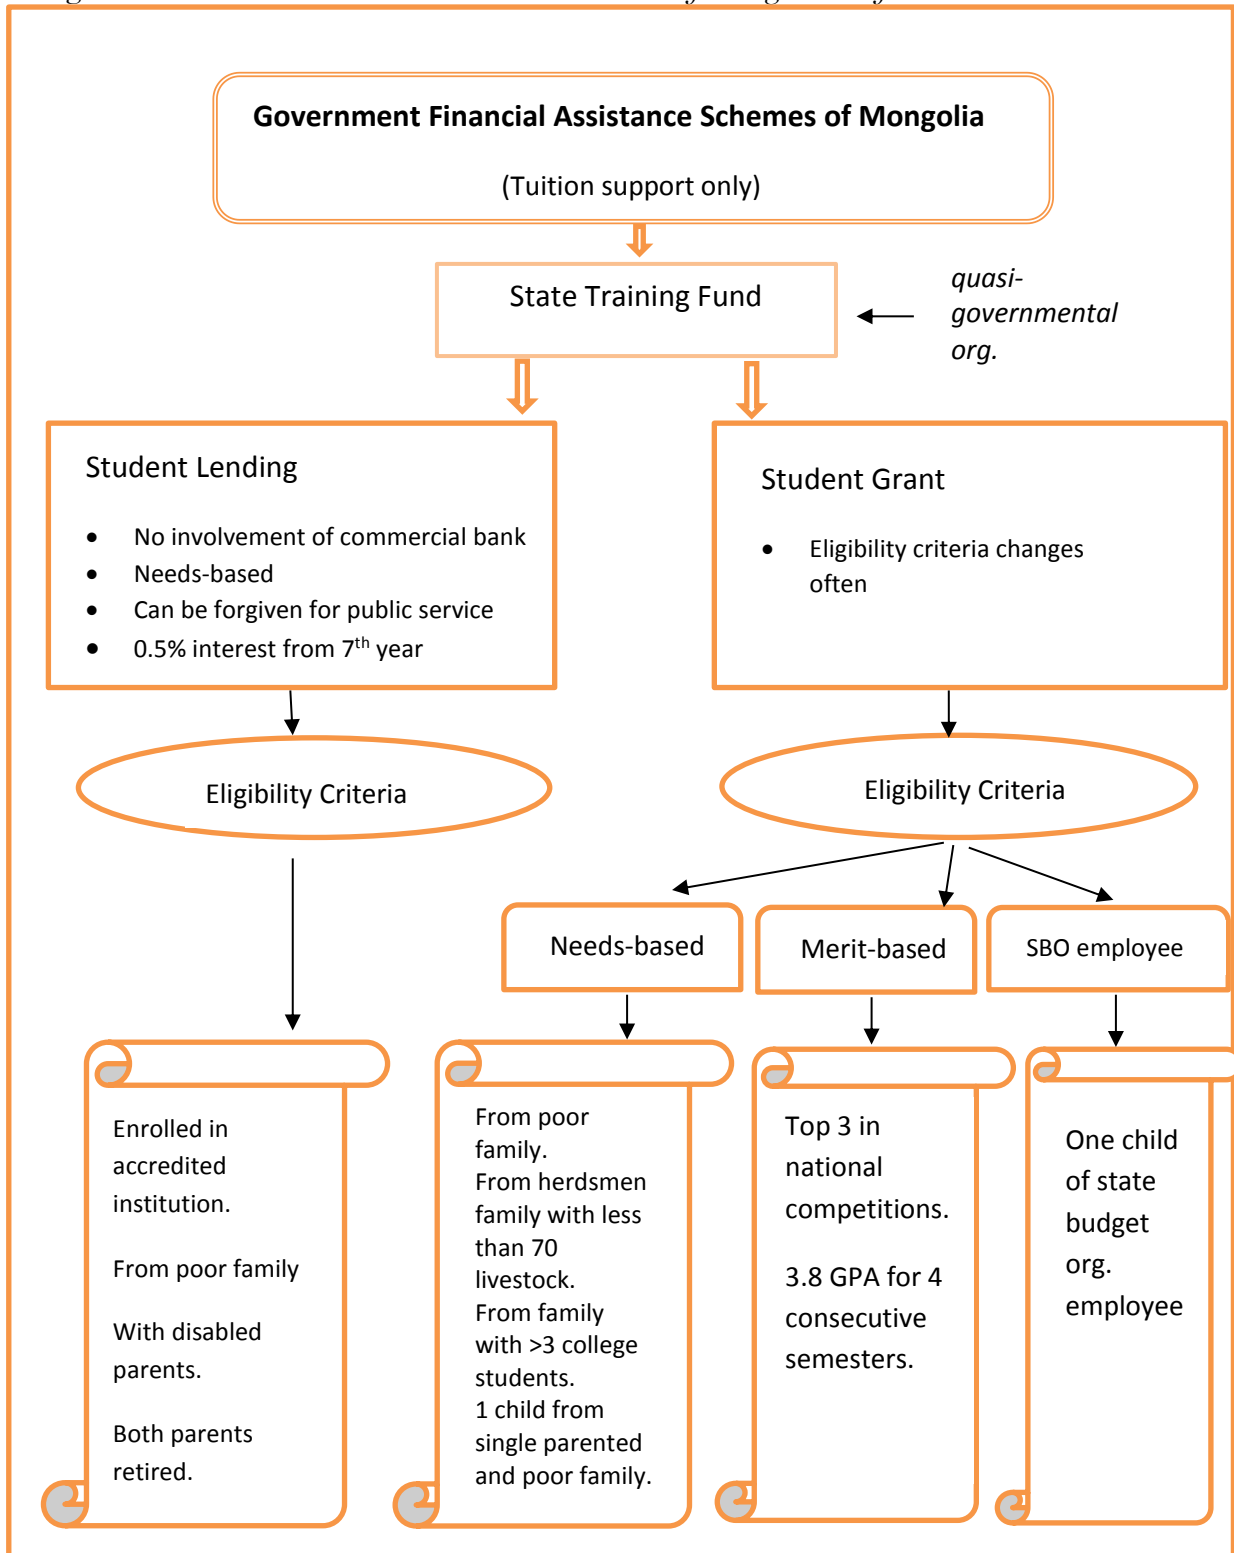 Government Financial Assistance Schemes of Mongolia
(Tuition support only)
State Training Fund
quasi-
governmental
org.
Student Lending
• No involvement of commercial bank
• Needs-based
• Can be forgiven for public service
• 0.5% interest from 7th year
Student Grant
• Eligibility criteria changes
often
Eligibility Criteria
Eligibility Criteria
Needs-based
Merit-based
SBO employee
Enrolled in
accredited
institution.
From poor family
With disabled
parents.
Both parents
retired.
From poor
family.
From herdsmen
family with less
than 70
livestock.
From family
with >3 college
students.
1 child from
single parented
and poor family.
Top 3 in
national
competitions.
3.8 GPA for 4
consecutive
semesters.
One child
of state
budget
org.
employee